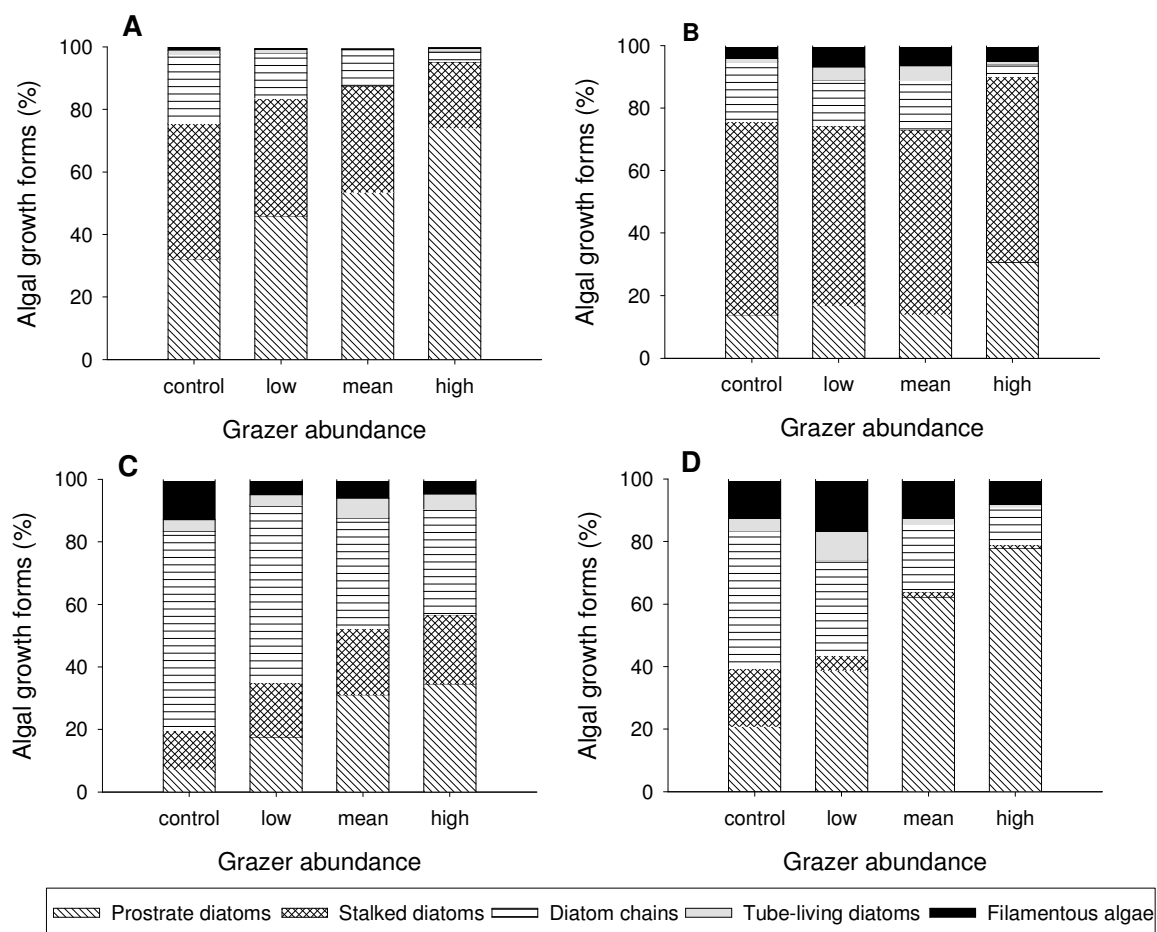 A
Algal growth forms (%)
100
80
60
40
20
0
control low mean high
Grazer abundance
B
Algal growth forms (%)
100
80
60
40
20
0
control low mean high
Grazer abundance
C
Algal growth forms (%)
100
80
60
40
20
0
control low mean high
Grazer abundance
D
Algal growth forms (%)
100
80
60
40
20
0
control low mean high
Grazer abundance
Prostrate diatoms Stalked diatoms Diatom chains Tube-living diatoms Filamentous algae